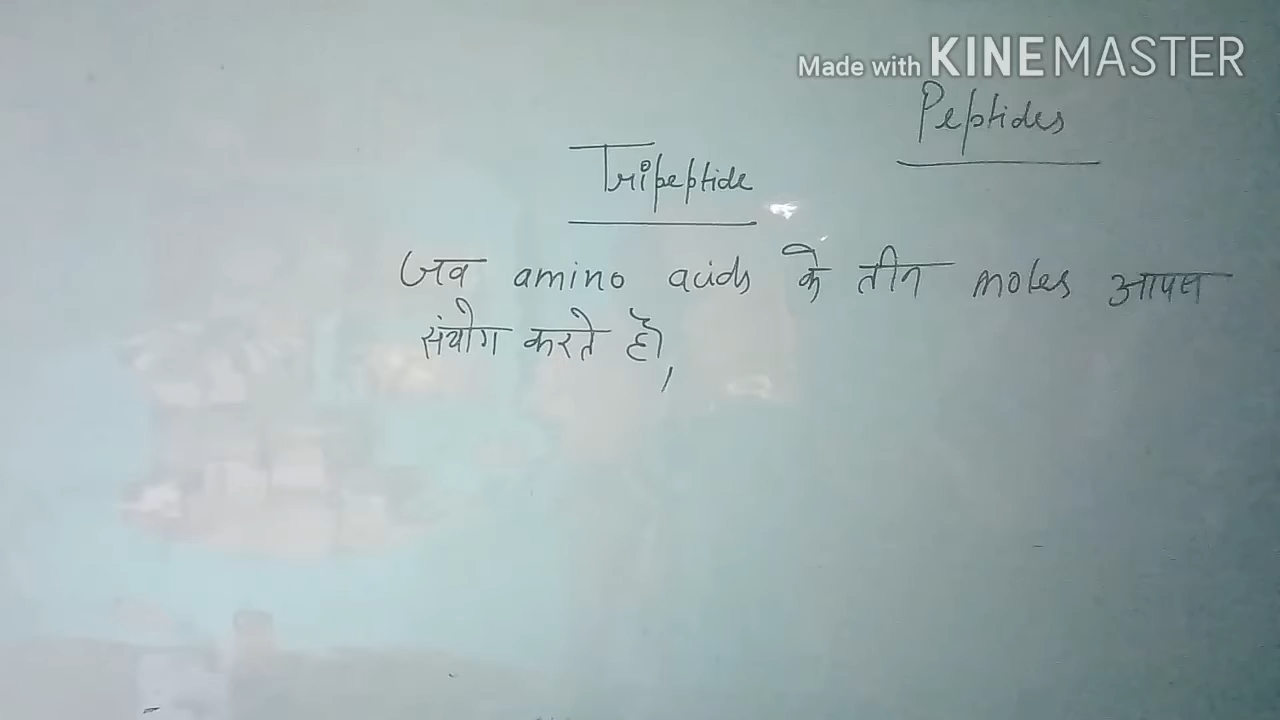 Made with KINEMASTER
Peptides
Tripeptide
जब amino acids के तीन moles आपस
संयोग करते है,